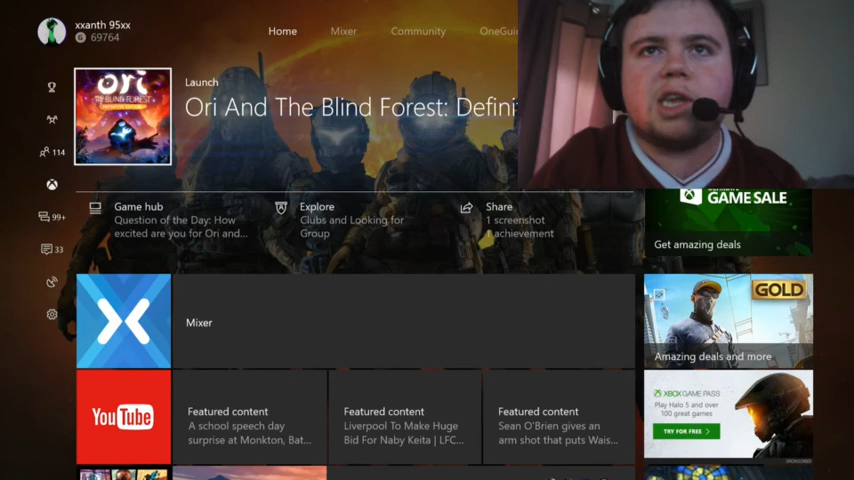 xxanth 95xx
G 69764
Home
Mixer
Community
OneGui
ori
THE BLIND FOREST
DEFINITIVE EDITION
Launch
Ori And The Blind Forest: Defini
114
99+
33
Game hub
Question of the Day: How
excited are you for Ori and...
Explore
Clubs and Looking for
Group
Share
1 screenshot
1 achievement
GAME SALE
Get amazing deals
Mixer
GOLD
Amazing deals and more
YouTube
Featured content
A school speech day
surprise at Monkton, Bat...
Featured content
Liverpool To Make Huge
Bid For Naby Keita | LFC...
Featured content
Sean O'Brien gives an
arm shot that puts Wais...
XBOX GAME PASS
Play Halo 5 and over
100 great games
TRY FOR FREE >
SPONSORED